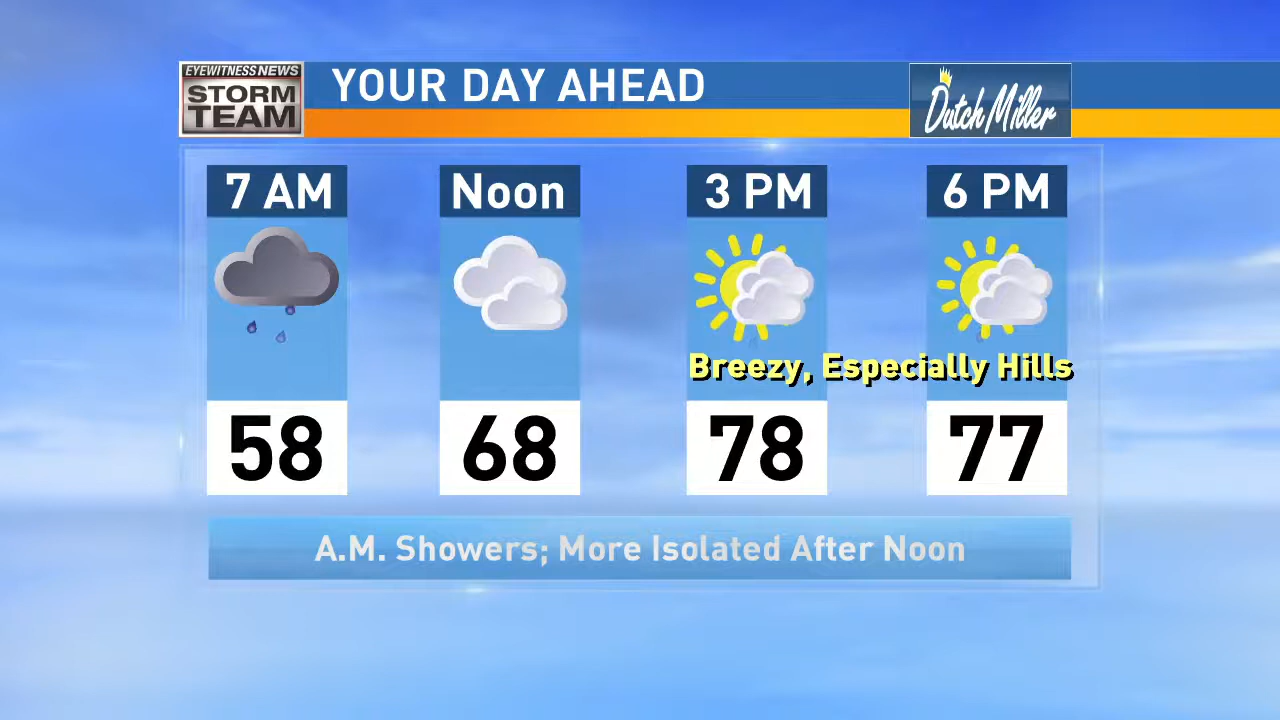 EYEWITNESS NEWS
STORM
TEAM
YOUR DAY AHEAD
Dutch Miller
7 AM
Noon
3 PM
6 PM
Breezy, Especially Hills
58
68
78
77
A.M. Showers; More Isolated After Noon